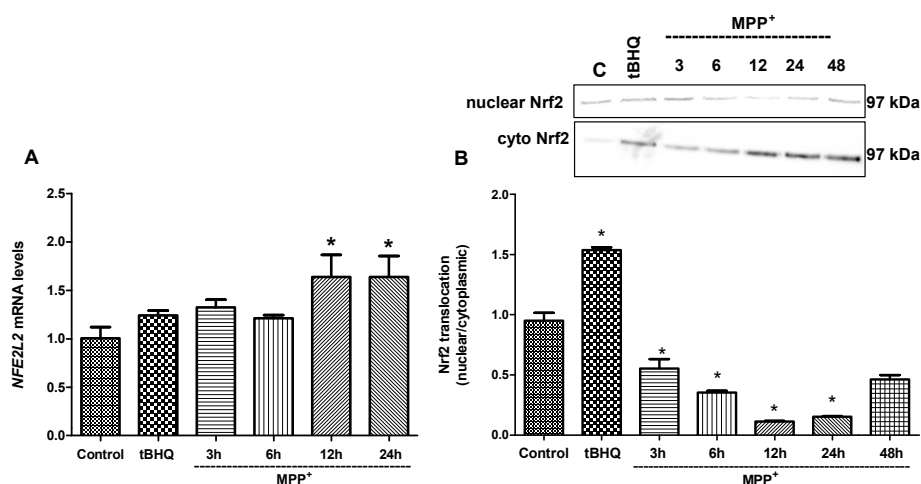 MPP+
C tBHQ 3 6 12 24 48
nuclear Nrf2 97 kDa
cyto Nrf2 97 kDa
A
NFE2L2 mRNA levels
2.5
2.0
1.5
1.0
0.5
0.0
* *
Control tBHQ 3h 6h 12h 24h
MPP+
B
Nrf2 translocation
(nuclear/cytoplasmic)
1.5
1.0
0.5
0.0
* * * * *
Control tBHQ 3h 6h 12h 24h 48h
MPP+